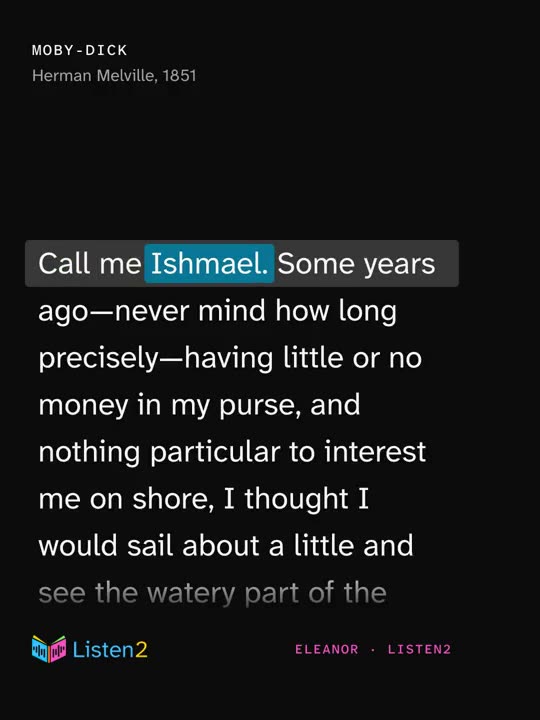 MOBY-DICK
Herman Melville, 1851
Call me Ishmael. Some years
ago—never mind how long
precisely—having little or no
money in my purse, and
nothing particular to interest
me on shore, I thought I
would sail about a little and
see the watery part of the
Listen2
ELEANOR · LISTEN2